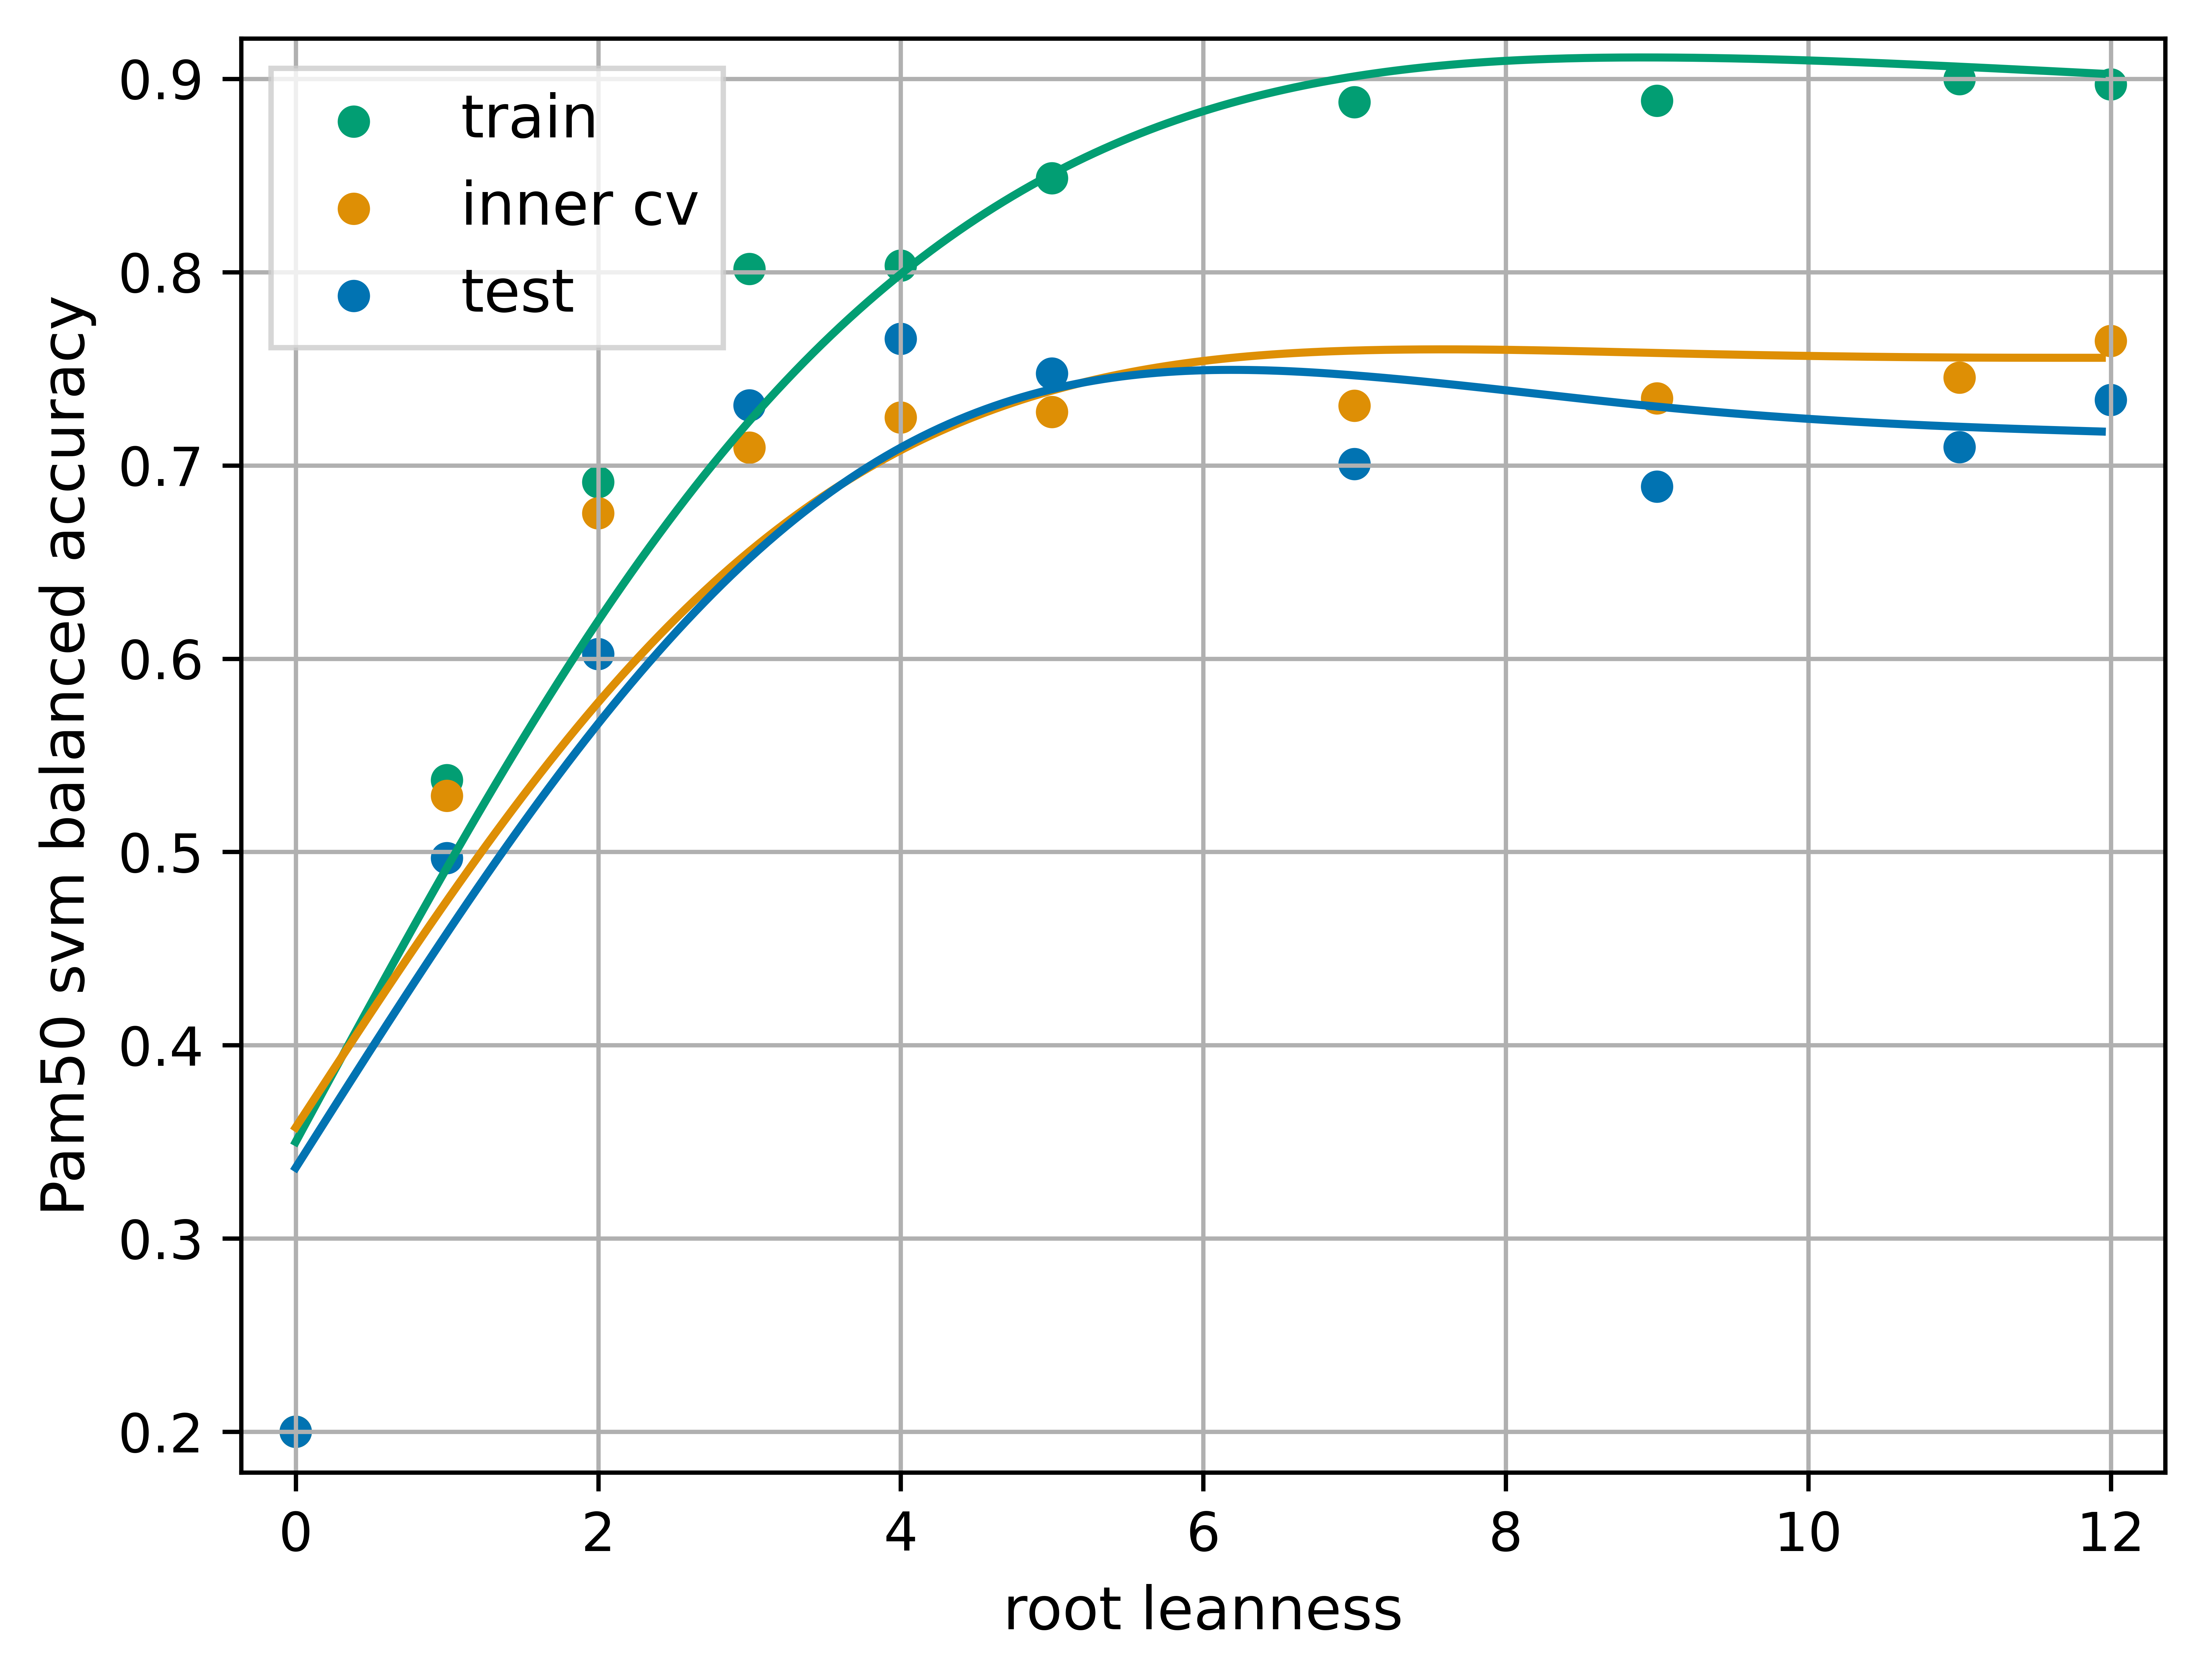 train
inner cv
test
Pam50 svm balanced accuracy
0.9
0.8
0.7
0.6
0.5
0.4
0.3
0.2
0 2 4 6 8 10 12
root leanness